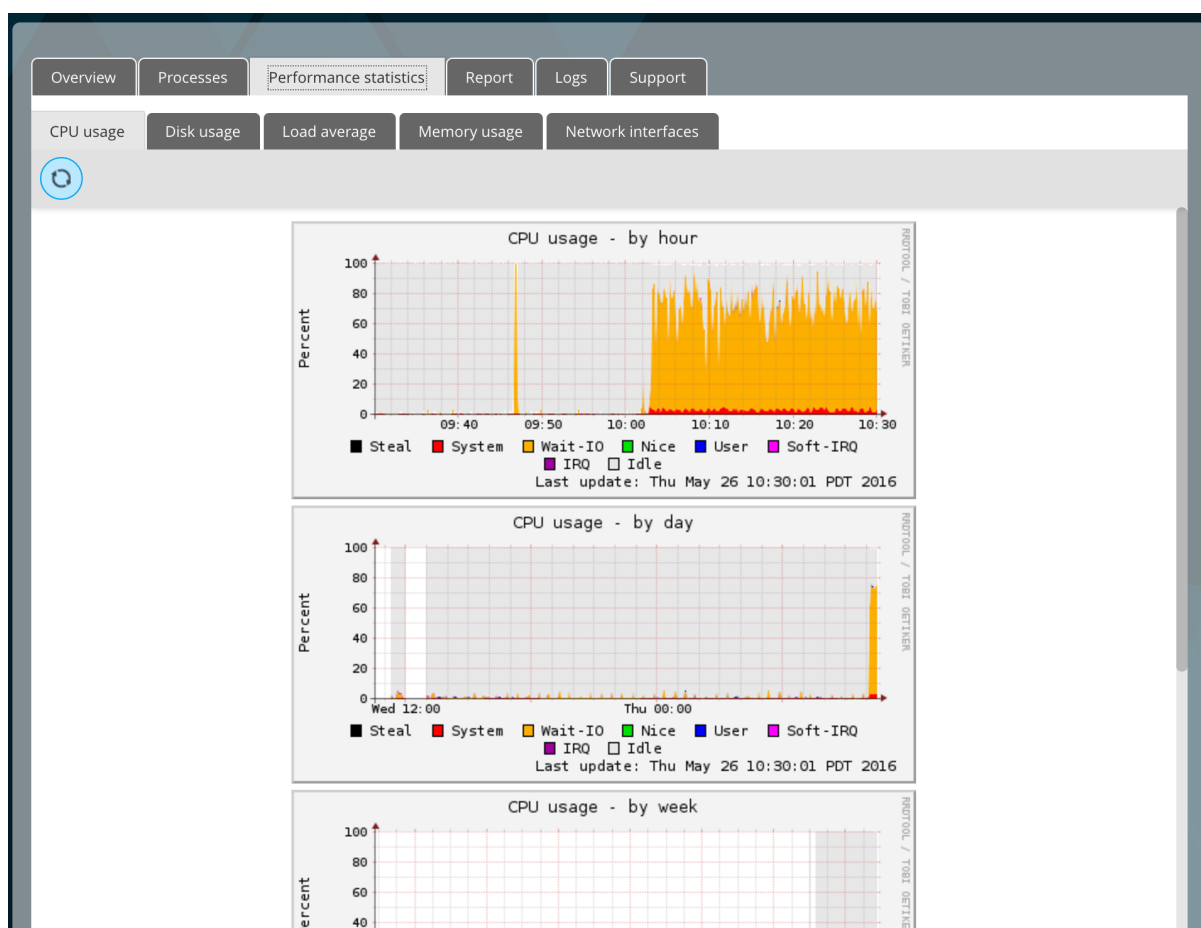 Overview Processes Performance statistics Report Logs Support
CPU usage Disk usage Load average Memory usage Network interfaces
CPU usage - by hour
RRDTOOL / TOBI OETIKER
Percent
100
80
60
40
20
0
09:40 09:50 10:00 10:10 10:20 10:30
Steal System Wait-IO Nice User Soft-IRQ
IRQ Idle
Last update: Thu May 26 10:30:01 PDT 2016
CPU usage - by day
RRDTOOL / TOBI OETIKER
Percent
100
80
60
40
20
0
Wed 12:00 Thu 00:00
Steal System Wait-IO Nice User Soft-IRQ
IRQ Idle
Last update: Thu May 26 10:30:01 PDT 2016
CPU usage - by week
RRDTOOL / TOBI OETIKE
ercent
100
80
60
40